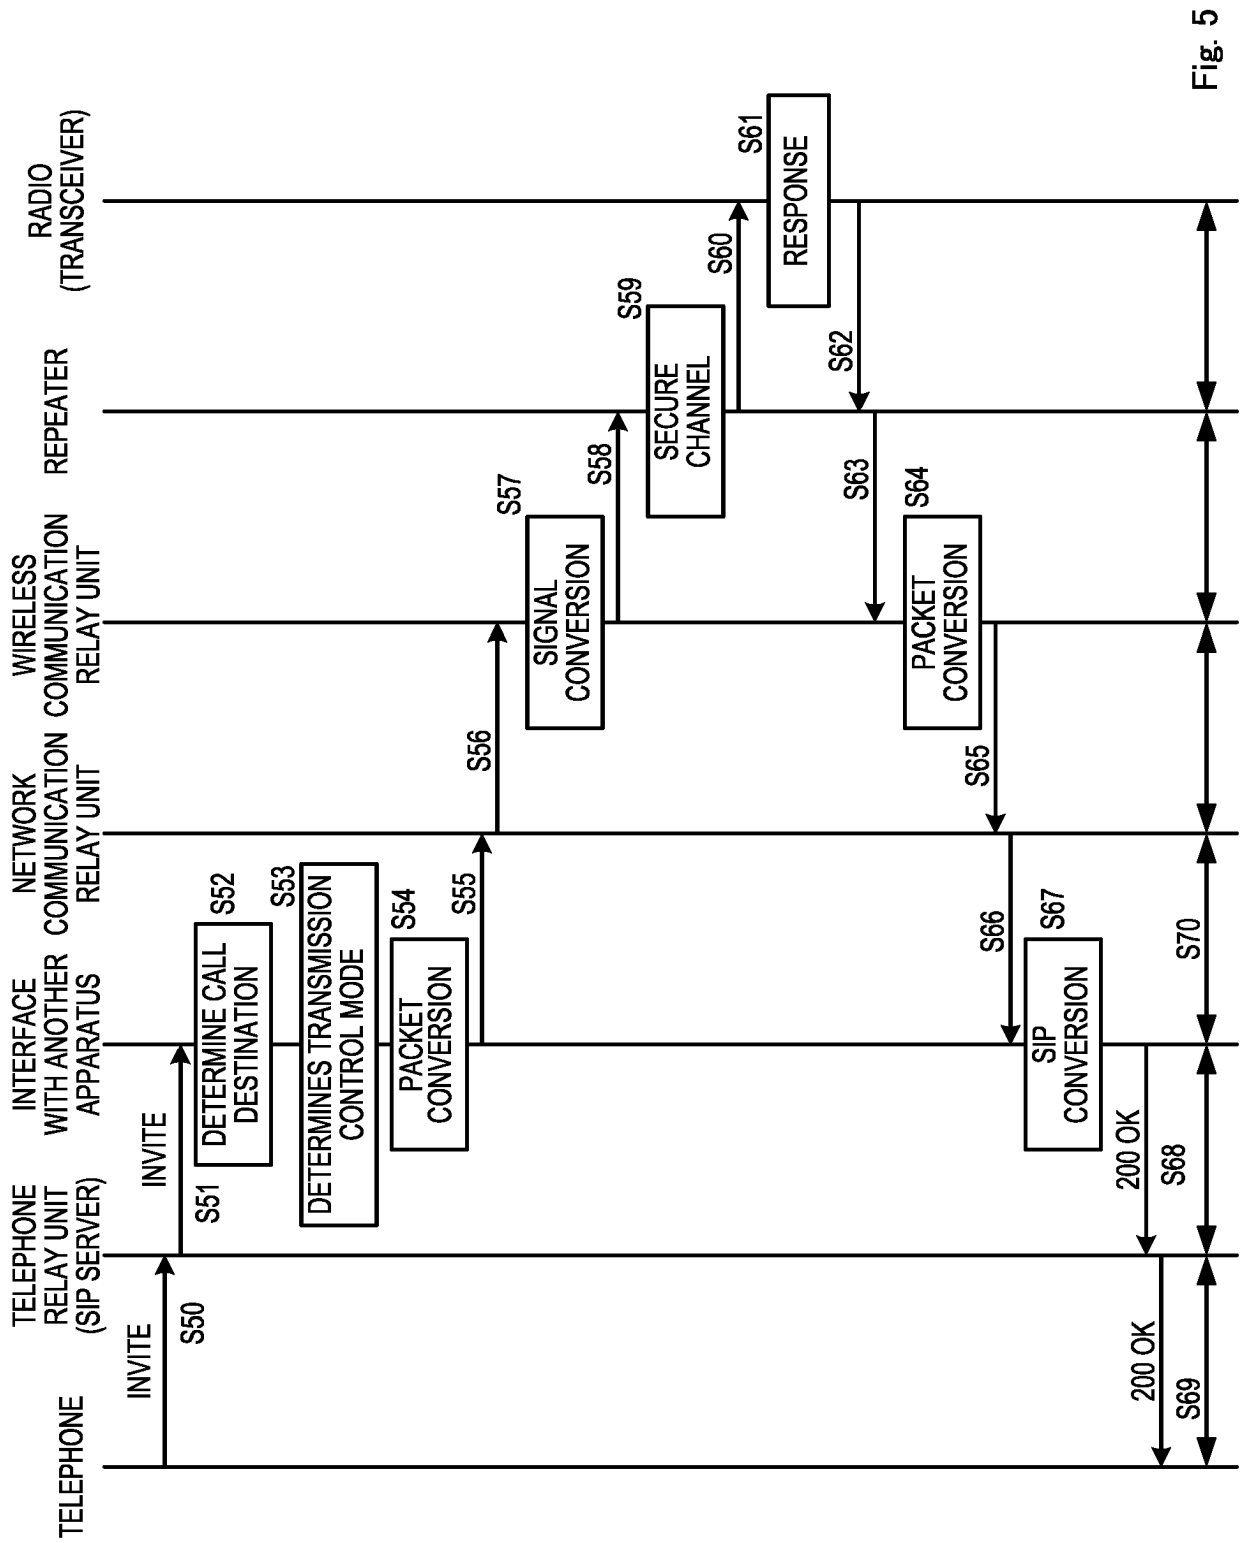 TELEPHONE
TELEPHONE
RELAY UNIT
(SIP SERVER)
INTERFACE
WITH ANOTHER
APPARATUS
NETWORK
COMMUNICATION
RELAY UNIT
WIRELESS
COMMUNICATION
RELAY UNIT
REPEATER
RADIO
(TRANSCEIVER)
INVITE
S50
INVITE
S51
DETERMINE CALL
DESTINATION
S52
DETERMINES TRANSMISSION
CONTROL MODE
S53
PACKET
CONVERSION
S54
S55
S56
SIGNAL
CONVERSION
S57
S58
SECURE
CHANNEL
S59
S60
RESPONSE
S61
S62
S63
PACKET
CONVERSION
S64
S65
S66
SIP
CONVERSION
S67
200 OK
S68
200 OK
S69
S70
Fig. 5